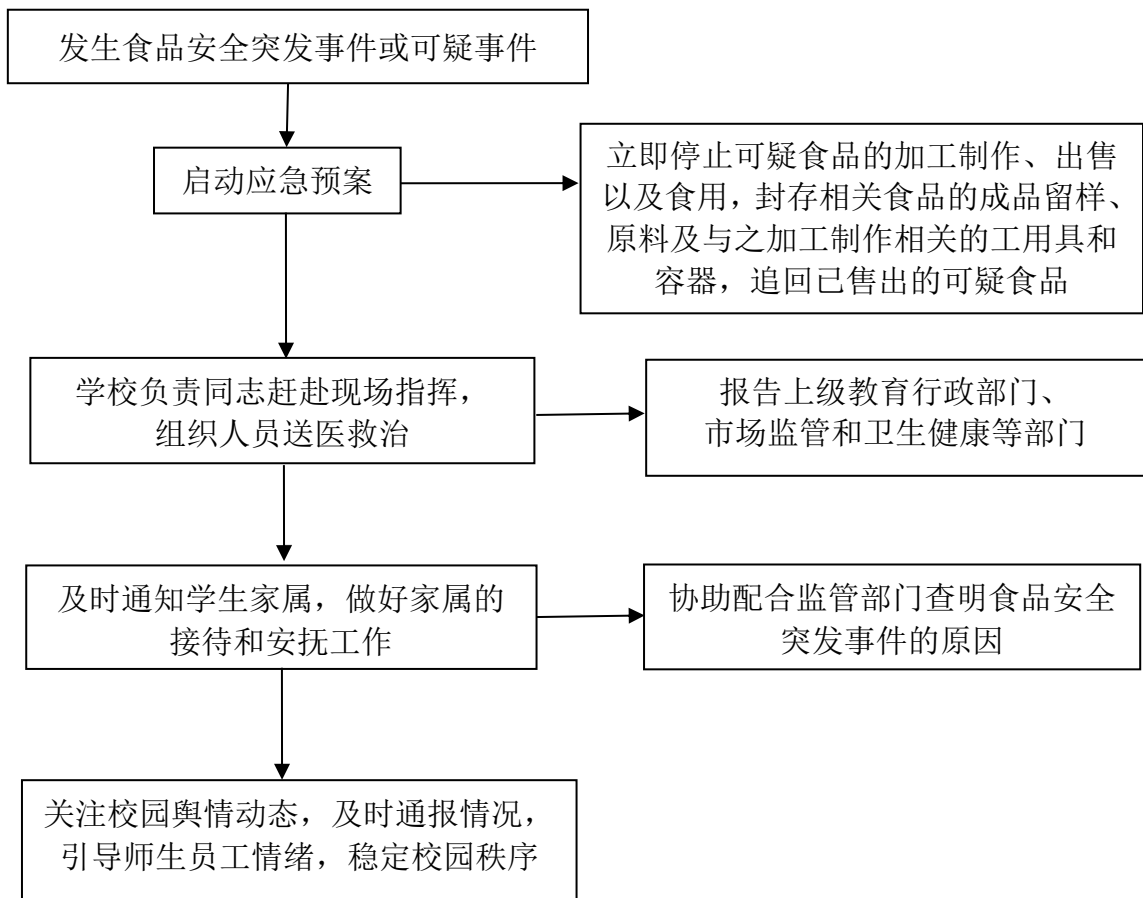 发生食品安全突发事件或可疑事件
启动应急预案
立即停止可疑食品的加工制作、出售
以及食用，封存相关食品的成品留样、
原料及与之加工制作相关的工用具和
容器，追回已售出的可疑食品
学校负责同志赶赴现场指挥，
组织人员送医救治
报告上级教育行政部门、
市场监管和卫生健康等部门
及时通知学生家属，做好家属的
接待和安抚工作
协助配合监管部门查明食品安全
突发事件的原因
关注校园舆情动态，及时通报情况，
引导师生员工情绪，稳定校园秩序